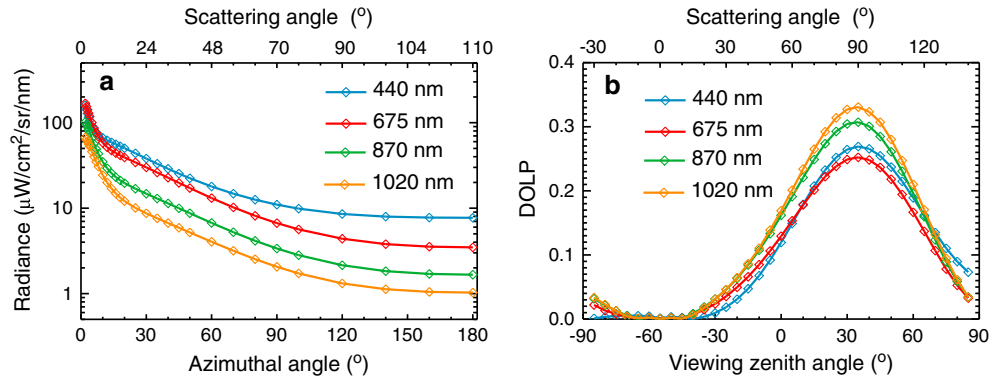 Scattering angle (°)
0 24 48 70 90 104 110
a
440 nm
675 nm
870 nm
1020 nm
100
10
1
Radiance (μW/cm²/sr/nm)
0 30 60 90 120 150 180
Azimuthal angle (°)
Scattering angle (°)
-30 0 30 60 90 120
b
440 nm
675 nm
870 nm
1020 nm
0.4
0.3
0.2
0.1
0.0
DOLP
-90 -60 -30 0 30 60 90
Viewing zenith angle (°)